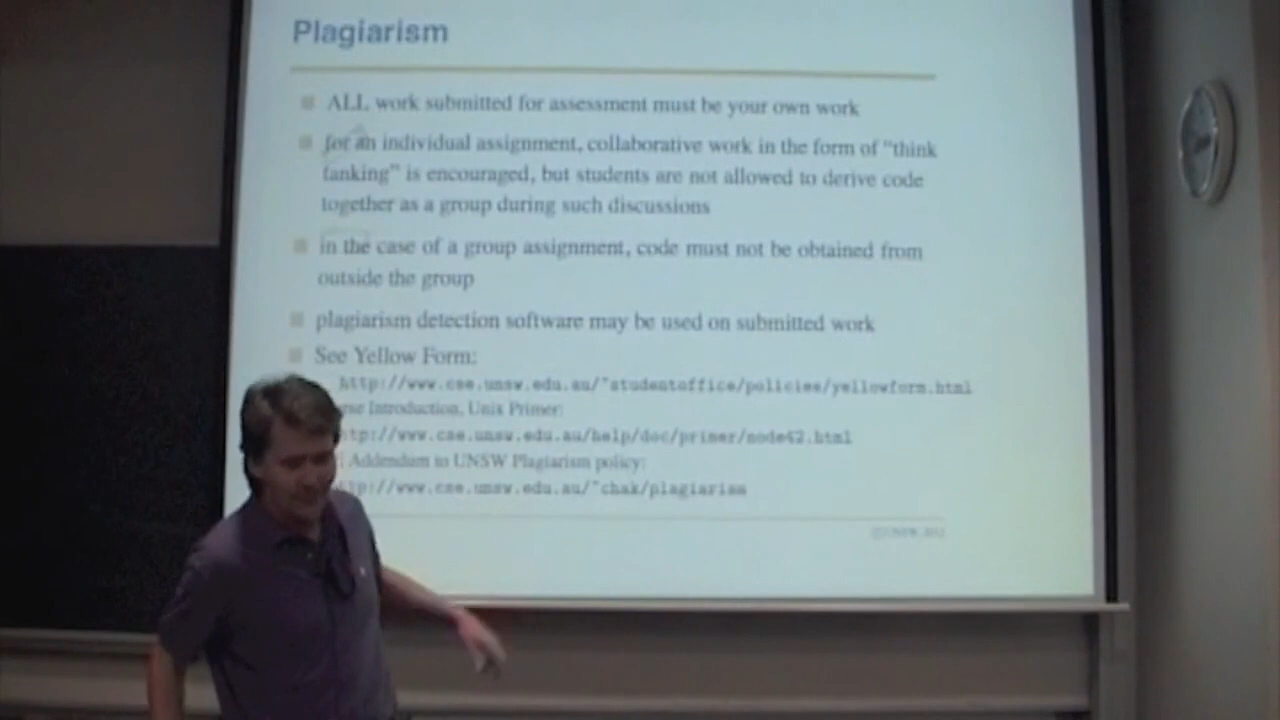 Plagiarism
ALL work submitted for assessment must be your own work
for an individual assignment, collaborative work in the form of "think
tanking" is encouraged, but students are not allowed to derive code
together as a group during such discussions
in the case of a group assignment, code must not be obtained from
outside the group
plagiarism detection software may be used on submitted work
See Yellow Form:
http://www.cse.unsw.edu.au/~studentoffice/policies/yellowform.html
Introduction, Unix Primer:
tp://www.cse.unsw.edu.au/help/doc/primer/node42.html
Addendum to UNSW Plagiarism policy:
p://www.cse.unsw.edu.au/~chak/plagiarism